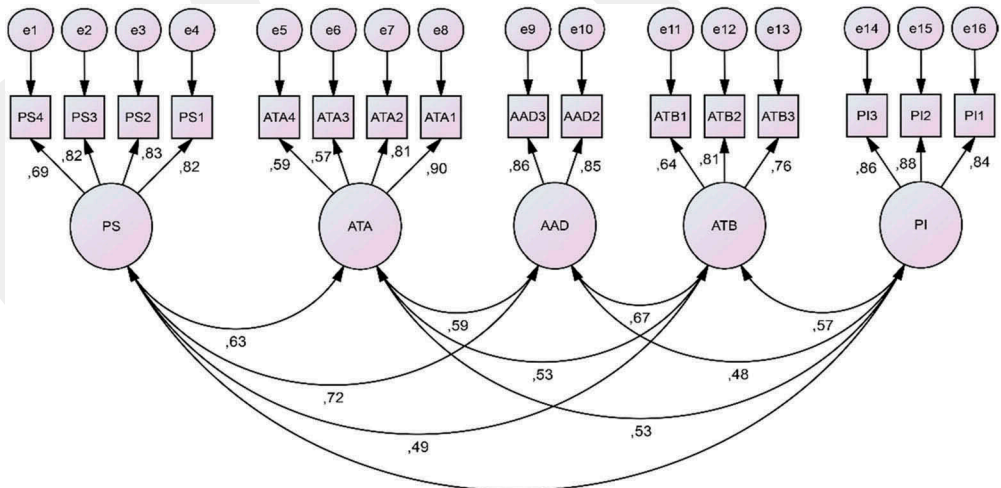 e1 e2 e3 e4 e5 e6 e7 e8 e9 e10 e11 e12 e13 e14 e15 e16
PS4 PS3 PS2 PS1 ATA4 ATA3 ATA2 ATA1 AAD3 AAD2 ATB1 ATB2 ATB3 PI3 PI2 PI1
,69 ,82 ,83 ,82 ,59 ,57 ,81 ,90 ,86 ,85 ,64 ,81 ,76 ,86 ,88 ,84
PS ATA AAD ATB PI
,63 ,59 ,67 ,57
,72 ,53 ,48
,49 ,53